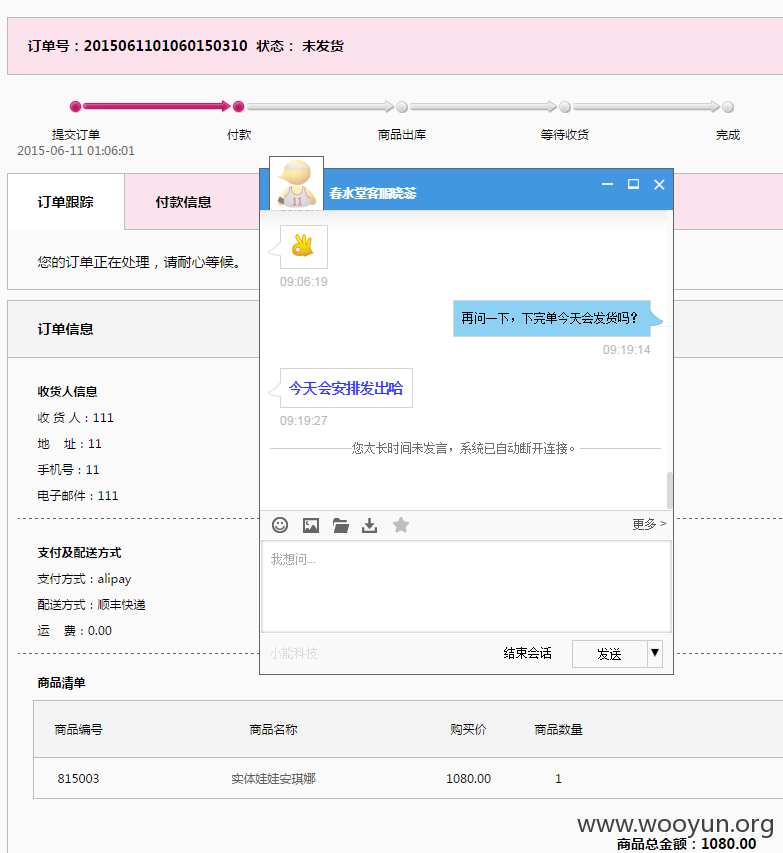 订单号：2015061101060150310 状态： 未发货
提交订单
2015-06-11 01:06:01
付款
商品出库
等待收货
完成
订单跟踪
付款信息
您的订单正在处理，请耐心等候。
春水堂客服晓蕊
11
09:06:19
再问一下，下完单今天会发货吗？
09:19:14
今天会安排发出哈
09:19:27
您太长时间未发言，系统已自动断开连接。
更多 >
我想问...
小能科技
结束会话
发送
订单信息
收货人信息
收 货 人：111
地 址：11
手机号：11
电子邮件：111
支付及配送方式
支付方式：alipay
配送方式：顺丰快递
运 费：0.00
商品清单
商品编号 商品名称 购买价 商品数量
815003 实体娃娃安琪娜 1080.00 1
www.wooyun.org
商品总金额：1080.00